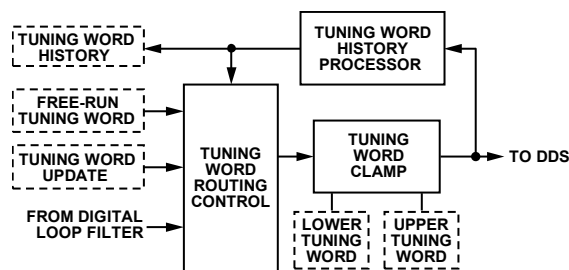 TUNING WORD
HISTORY
TUNING WORD
HISTORY
PROCESSOR
FREE-RUN
TUNING WORD
TUNING WORD
UPDATE
FROM DIGITAL
LOOP FILTER
TUNING
WORD
ROUTING
CONTROL
TUNING
WORD
CLAMP
TO DDS
LOWER
TUNING
WORD
UPPER
TUNING
WORD